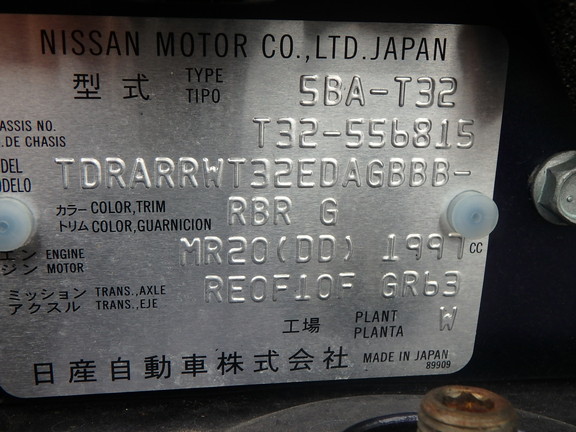 NISSAN MOTOR CO.,LTD.JAPAN
型式 TYPE TIPO 5BA-T32
ASSIS NO. .DE CHASIS T32-556815
DEL ODELO TDRARRWT32EDAGBBB-
カラー COLOR,TRIM トリム COLOR,GUARNICION RBR G
エン ENGINE ジン MOTOR MR20(DD) 1997 CC
ミッション TRANS.,AXLE アクスル TRANS.,EJE RE0F10F GR63
工場 PLANT PLANTA W
日産自動車株式会社 MADE IN JAPAN
89909